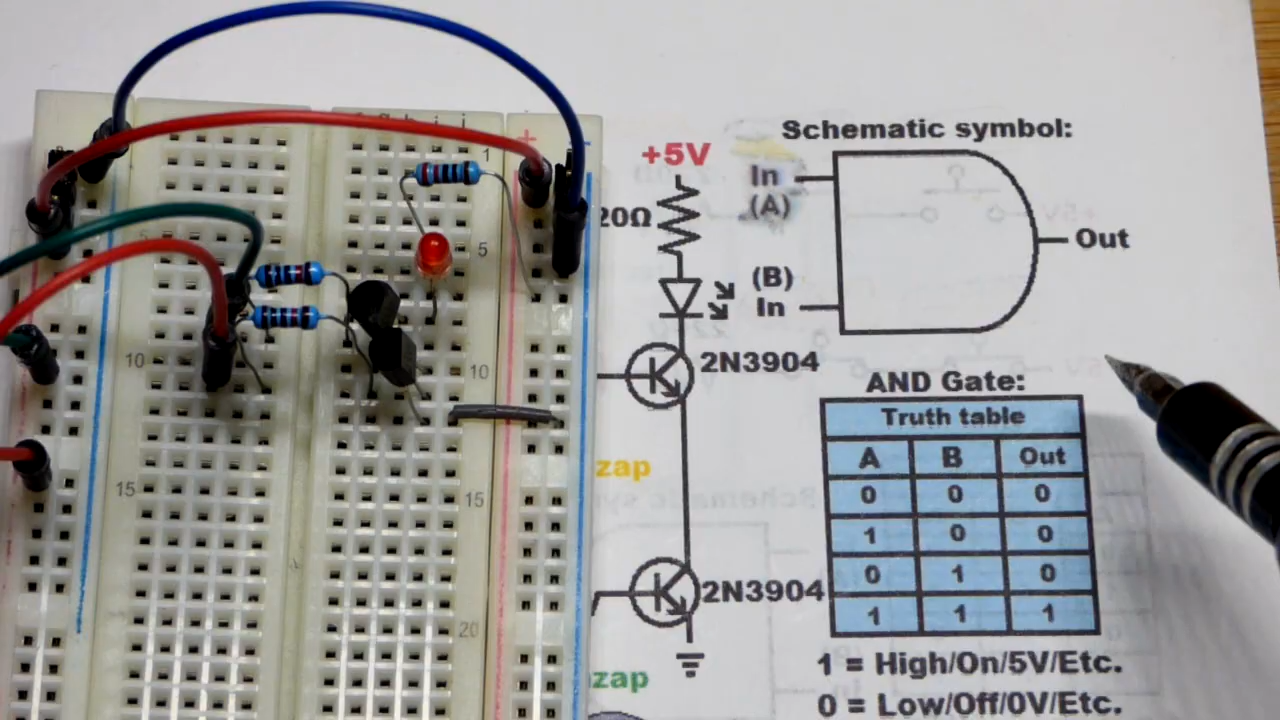 Schematic symbol:
+5V
In
(A)
20Ω
Out
(B)
In
2N3904
AND Gate:
Truth table
A B Out
0 0 0
1 0 0
0 1 0
1 1 1
zap
2N3904
zap
1 = High/On/5V/Etc.
0 = Low/Off/0V/Etc.
+ -
1
5
10 10
15 15
20